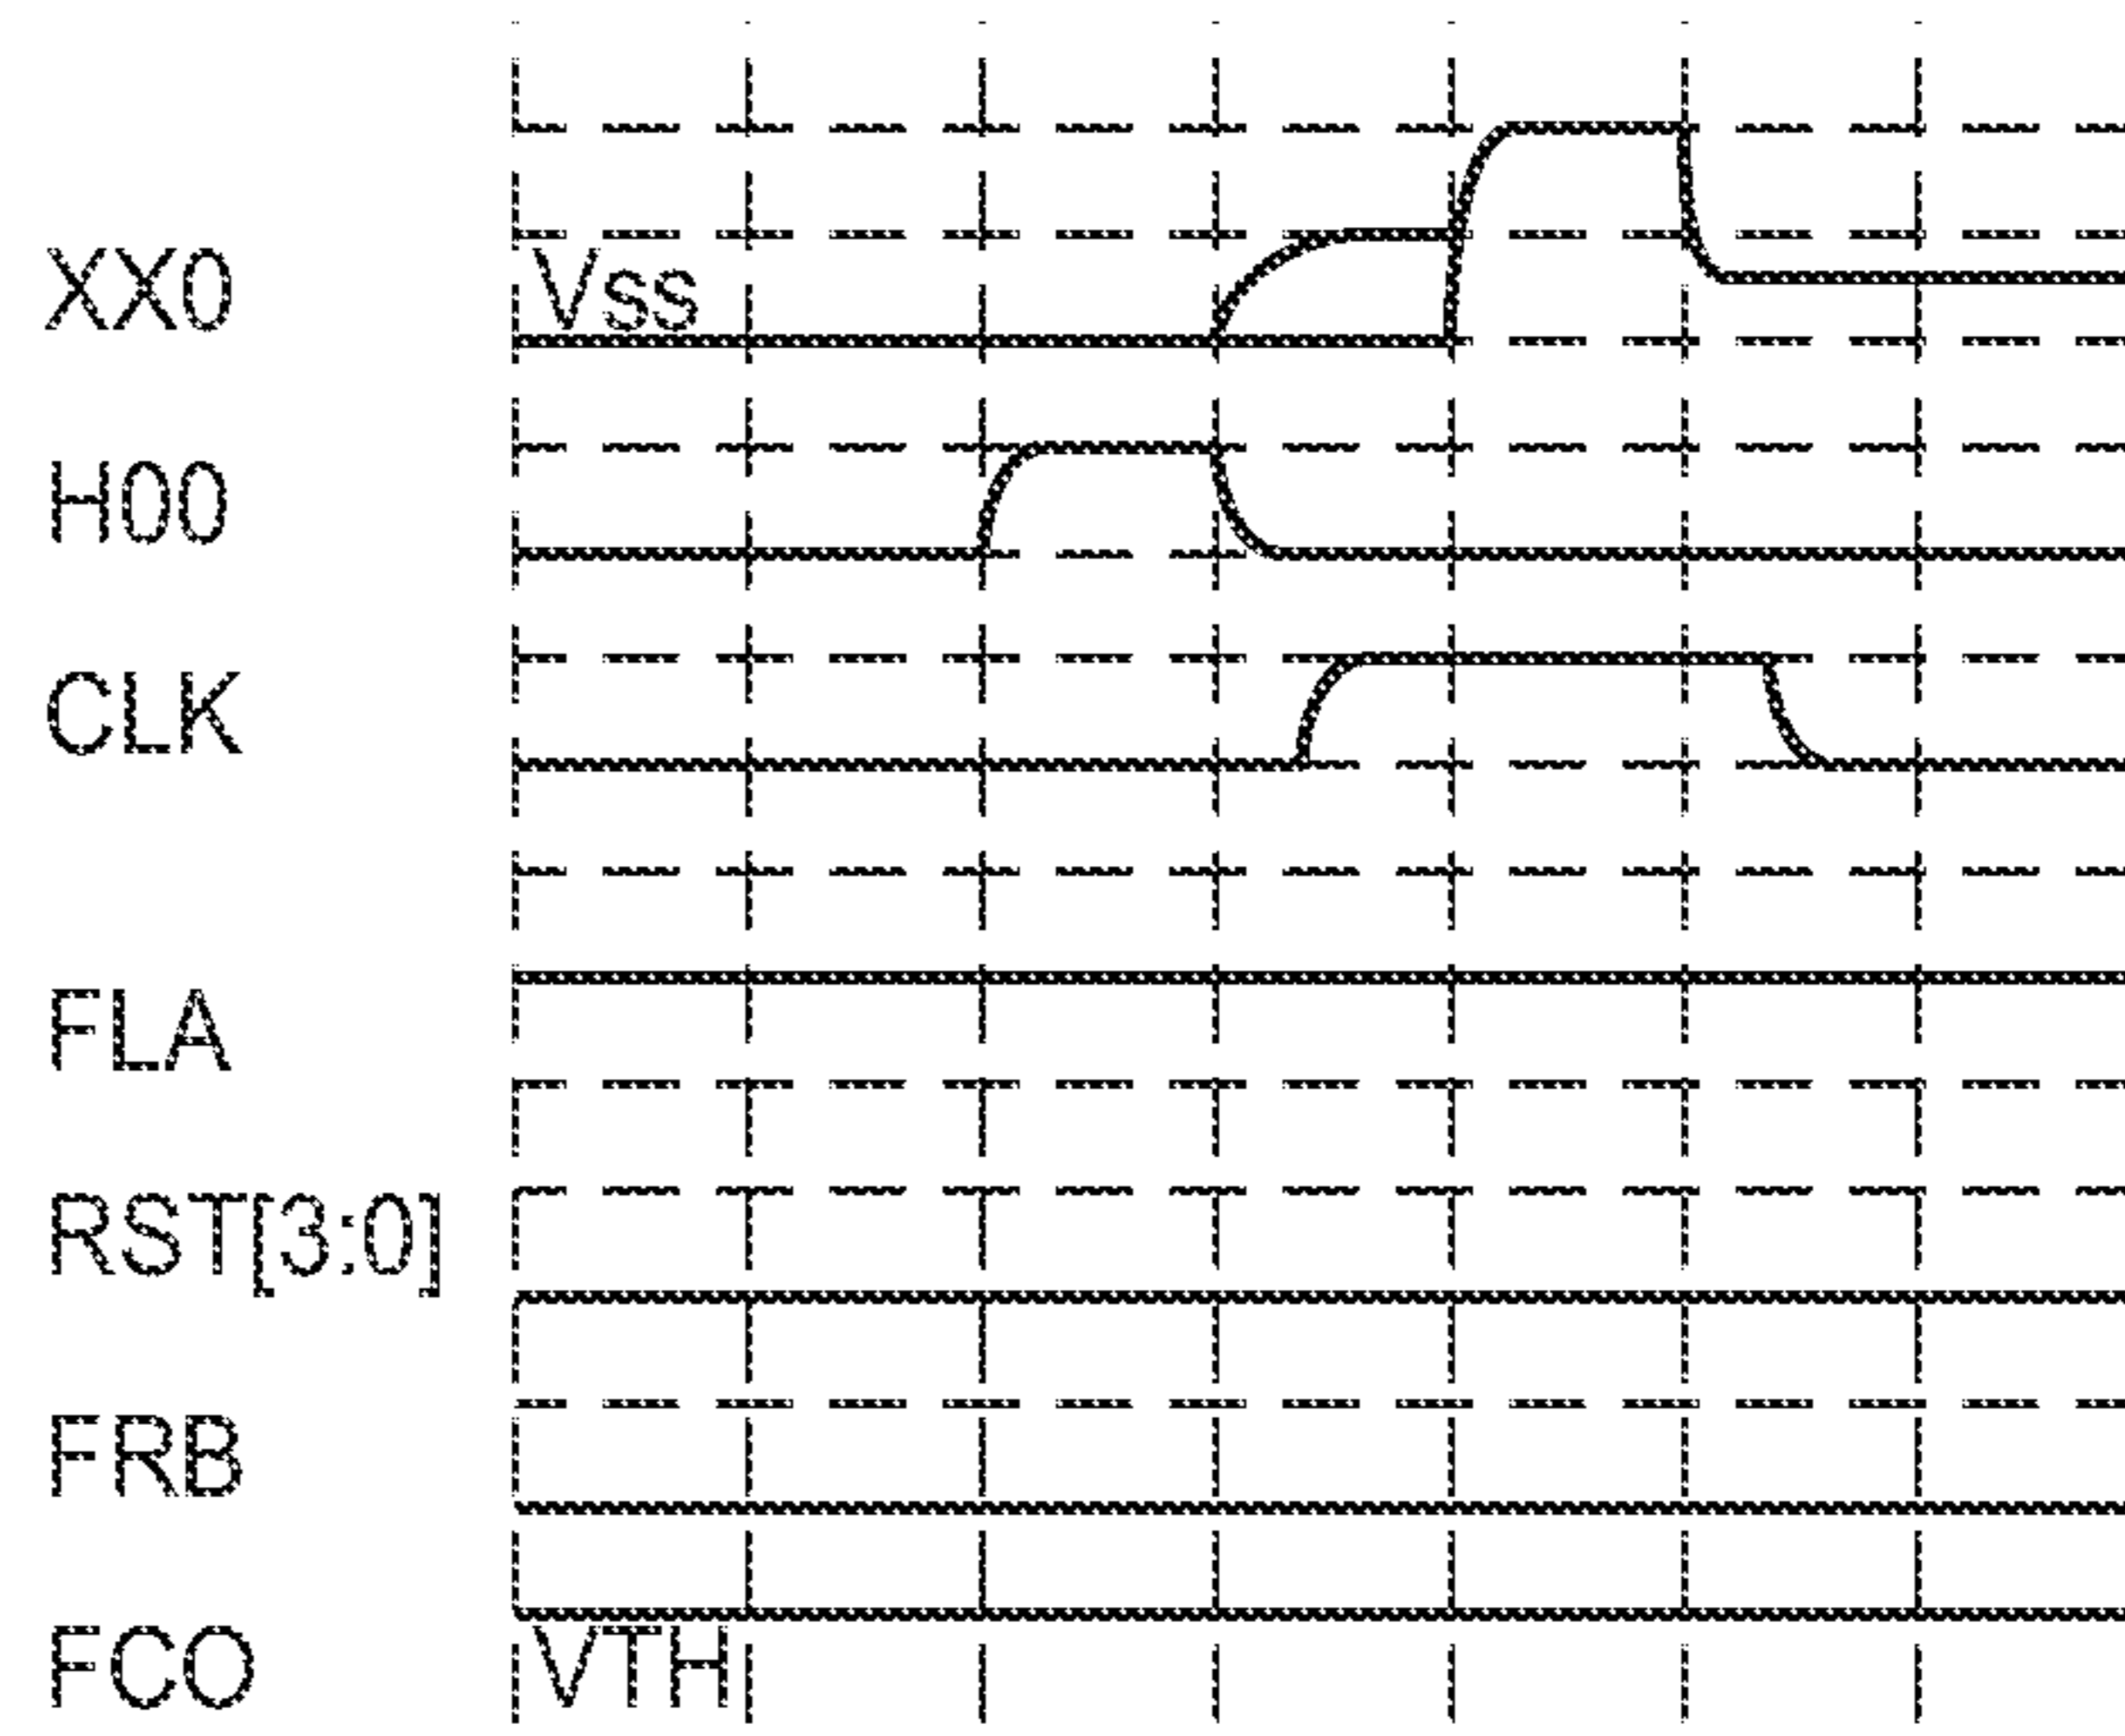 XX0 Vss
H00
CLK
FLA
RST[3:0]
FRB
FCO VTH